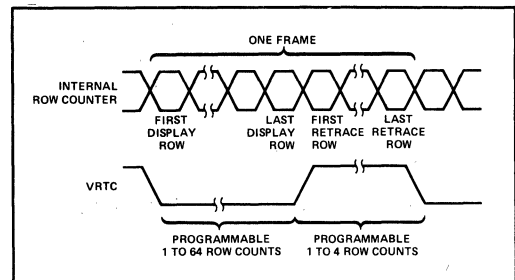 ONE FRAME
INTERNAL
ROW COUNTER
FIRST
DISPLAY
ROW
LAST
DISPLAY
ROW
FIRST
RETRACE
ROW
LAST
RETRACE
ROW
VRTC
PROGRAMMABLE
1 TO 64 ROW COUNTS
PROGRAMMABLE
1 TO 4 ROW COUNTS